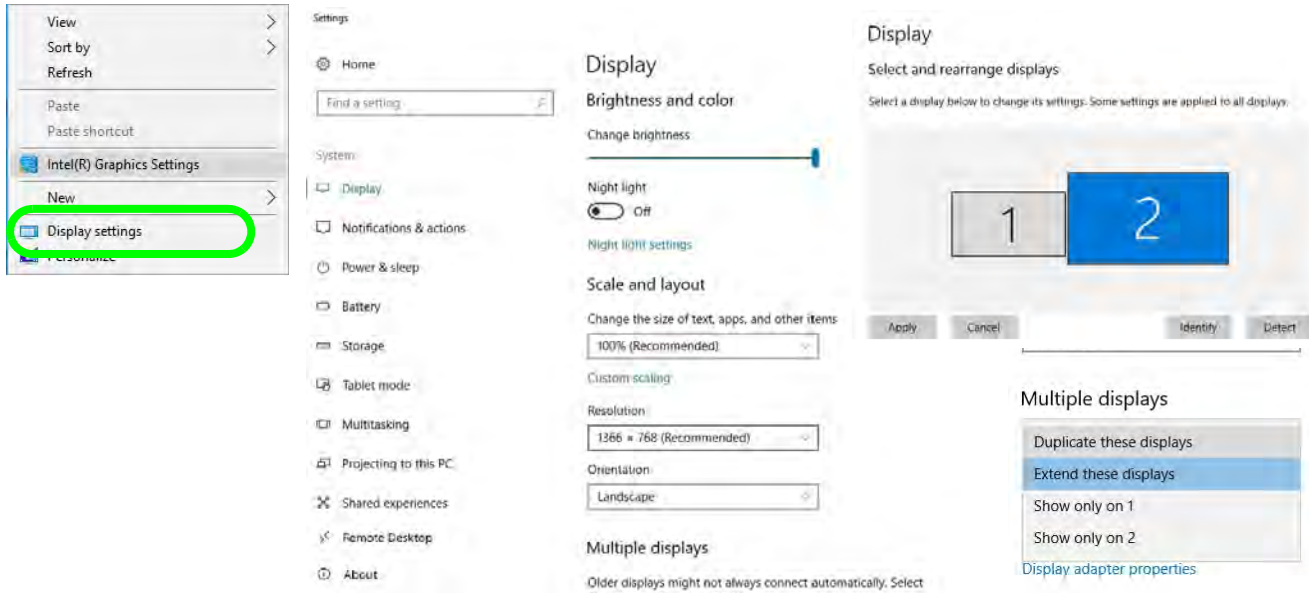 View
Sort by
Refresh
Paste
Paste shortcut
Intel(R) Graphics Settings
New
Display settings
Personalize
Settings
Home
Find a setting
System
Display
Notifications & actions
Power & sleep
Battery
Storage
Tablet mode
Multitasking
Projecting to this PC
Shared experiences
Remote Desktop
About
Display
Brightness and color
Change brightness
Night light
Off
Night light settings
Scale and layout
Change the size of text, apps, and other items
100% (Recommended)
Custom scaling
Resolution
1366 × 768 (Recommended)
Orientation
Landscape
Multiple displays
Older displays might not always connect automatically. Select
Display
Select and rearrange displays
Select a display below to change its settings. Some settings are applied to all displays.
1 2
Apply Cancel Identify Detect
Multiple displays
Duplicate these displays
Extend these displays
Show only on 1
Show only on 2
Display adapter properties